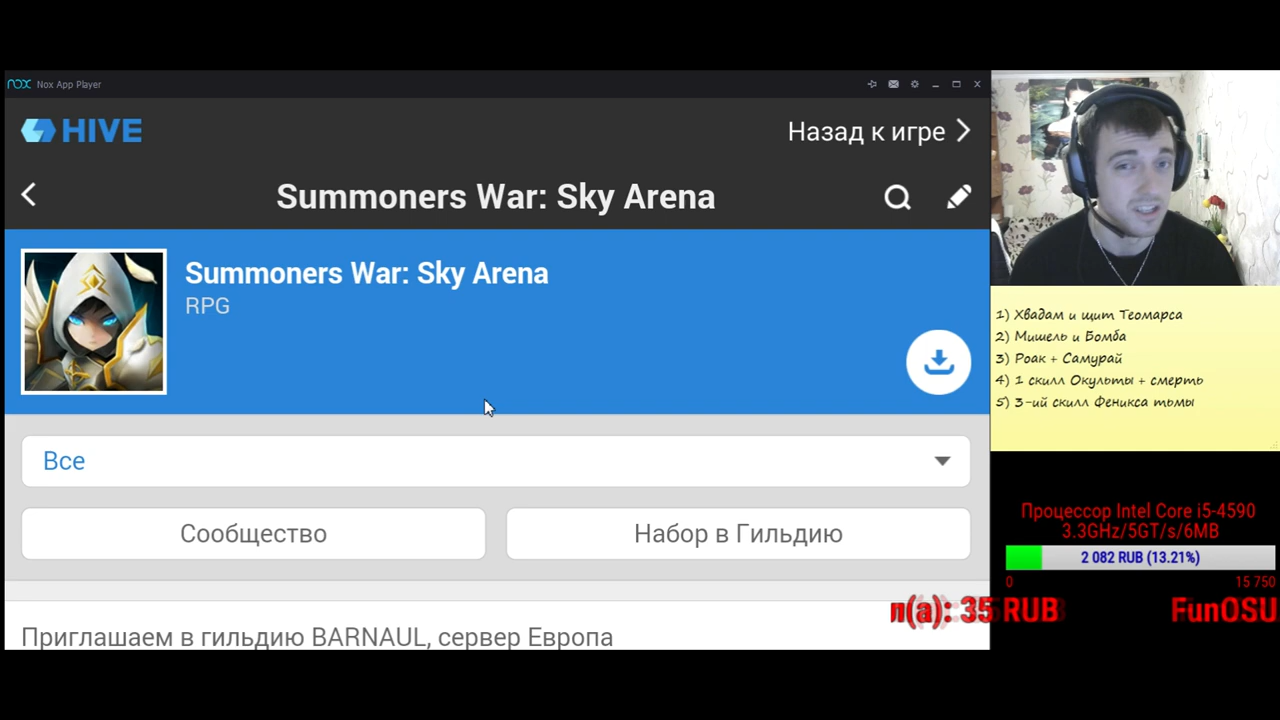 nox Nox App Player
HIVE
Назад к игре
Summoners War: Sky Arena
Summoners War: Sky Arena
RPG
Все
Сообщество
Набор в Гильдию
Приглашаем в гильдию BARNAUL, сервер Европа
1) Хвадам и щит Теомарса
2) Мишель и Бомба
3) Роак + Самурай
4) 1 скилл Окульты + смерть
5) 3-ий скилл Феникса тьмы
Процессор Intel Core i5-4590
3.3GHz/5GT/s/6MB
2 082 RUB (13.21%)
0 15 750
л(а): 35 RUB FunOSU